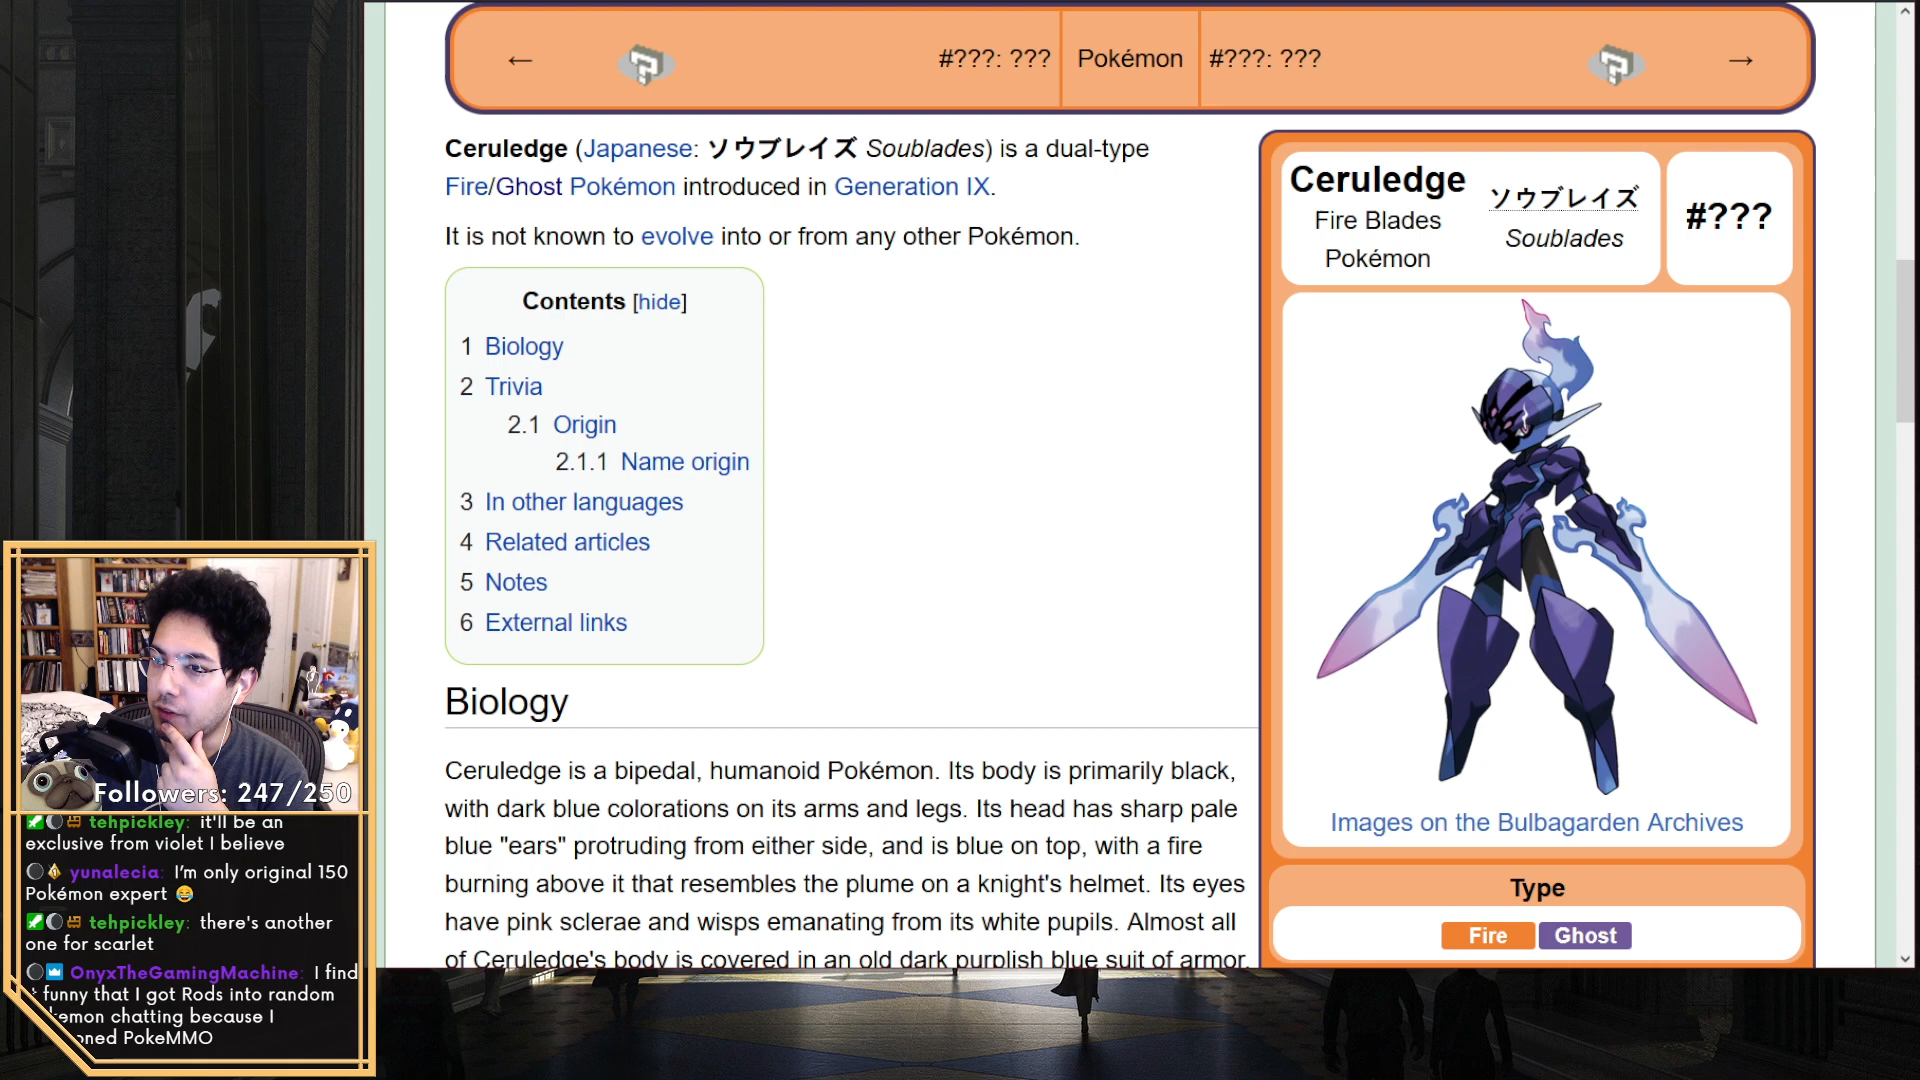 ← #???: ??? Pokémon #???: ??? →
Ceruledge (Japanese: ソウブレイズ Soublades) is a dual-type
Fire/Ghost Pokémon introduced in Generation IX.
It is not known to evolve into or from any other Pokémon.
Contents [hide]
1 Biology
2 Trivia
2.1 Origin
2.1.1 Name origin
3 In other languages
4 Related articles
5 Notes
6 External links
Biology
Ceruledge is a bipedal, humanoid Pokémon. Its body is primarily black,
with dark blue colorations on its arms and legs. Its head has sharp pale
blue "ears" protruding from either side, and is blue on top, with a fire
burning above it that resembles the plume on a knight's helmet. Its eyes
have pink sclerae and wisps emanating from its white pupils. Almost all
of Ceruledge's body is covered in an old dark purplish blue suit of armor.
Ceruledge
Fire Blades
Pokémon
ソウブレイズ
Soublades
#???
Images on the Bulbagarden Archives
Type
Fire Ghost
Followers: 247/250
tehpickley: it'll be an
exclusive from violet I believe
yunalecia: I'm only original 150
Pokémon expert 😂
tehpickley: there's another
one for scarlet
OnyxTheGamingMachine: I find
funny that I got Rods into random
chatting because I
PokeMMO